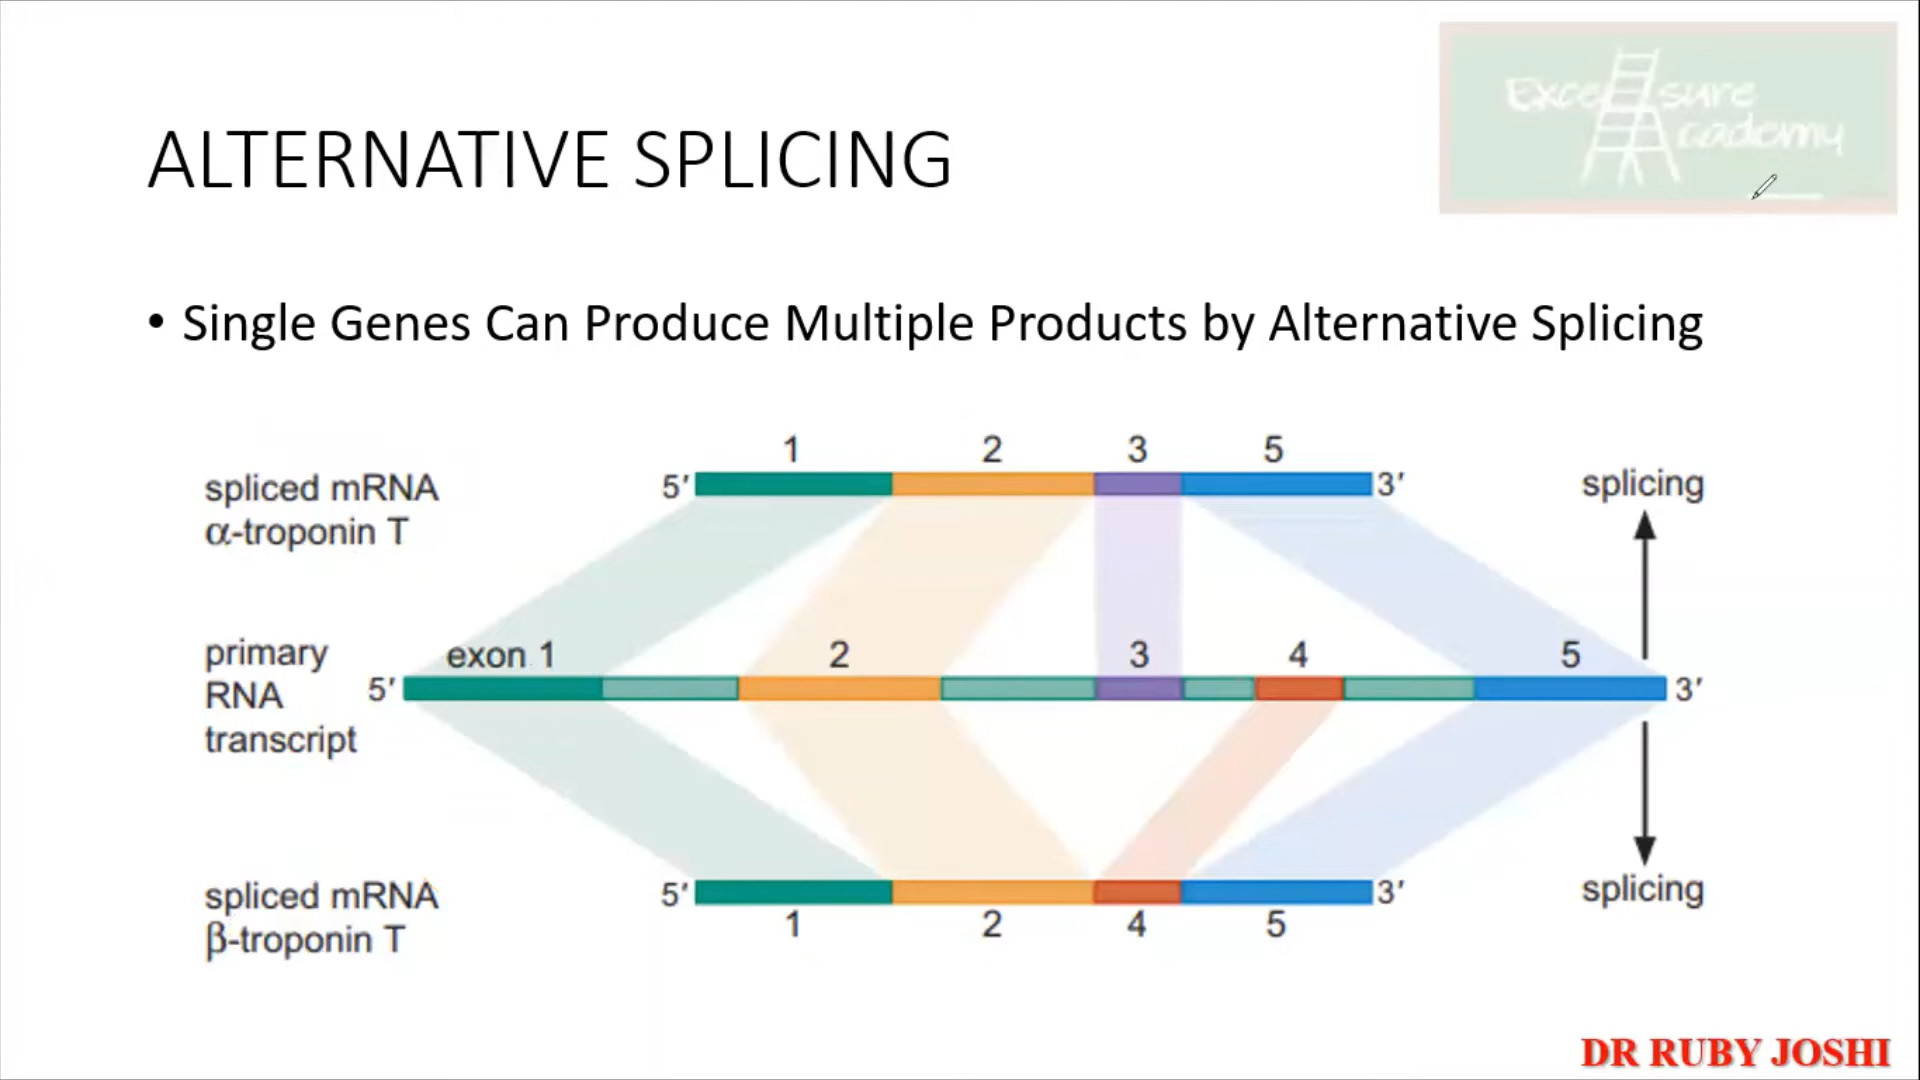 Excelsure
Academy
ALTERNATIVE SPLICING
• Single Genes Can Produce Multiple Products by Alternative Splicing
1 2 3 5
spliced mRNA 5′ 3′ splicing
α-troponin T
primary exon 1 2 3 4 5
RNA 5′ 3′
transcript
spliced mRNA 5′ 3′ splicing
β-troponin T 1 2 4 5
DR RUBY JOSHI